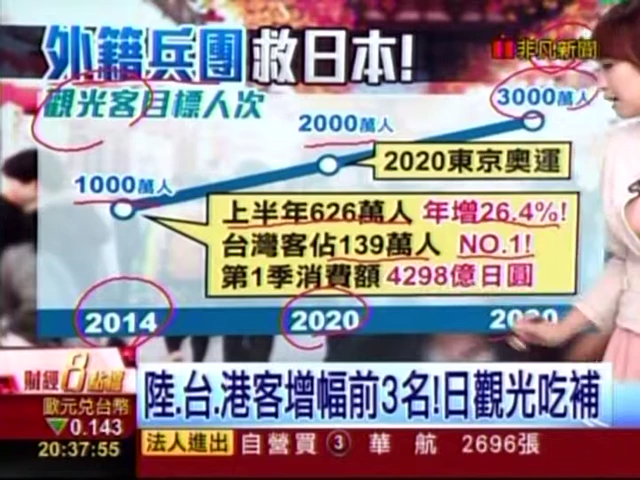 外籍兵團救日本!
非凡新聞
觀光客目標人次
3000萬人
2000萬人
1000萬人
2020東京奧運
上半年626萬人 年增26.4%!
台灣客佔139萬人 NO.1!
第1季消費額 4298億日圓
2014
2020
財經8點檔
陸.台.港客增幅前3名!日觀光吃補
歐元兌台幣
▼0.143
20:37:55
法人進出 自營買 ③ 華 航 2696張